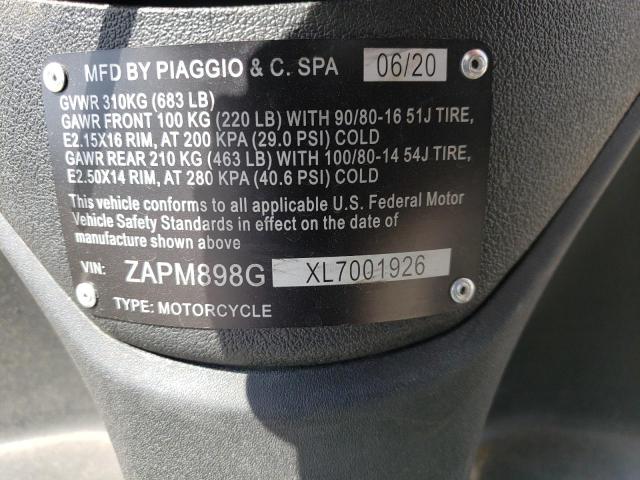 MFD BY PIAGGIO & C. SPA 06/20
GVWR 310KG (683 LB)
GAWR FRONT 100 KG (220 LB) WITH 90/80-16 51J TIRE,
E2.15X16 RIM, AT 200 KPA (29.0 PSI) COLD
GAWR REAR 210 KG (463 LB) WITH 100/80-14 54J TIRE,
E2.50X14 RIM, AT 280 KPA (40.6 PSI) COLD
This vehicle conforms to all applicable U.S. Federal Motor
Vehicle Safety Standards in effect on the date of
manufacture shown above
VIN: ZAPM898G XL7001926
TYPE: MOTORCYCLE